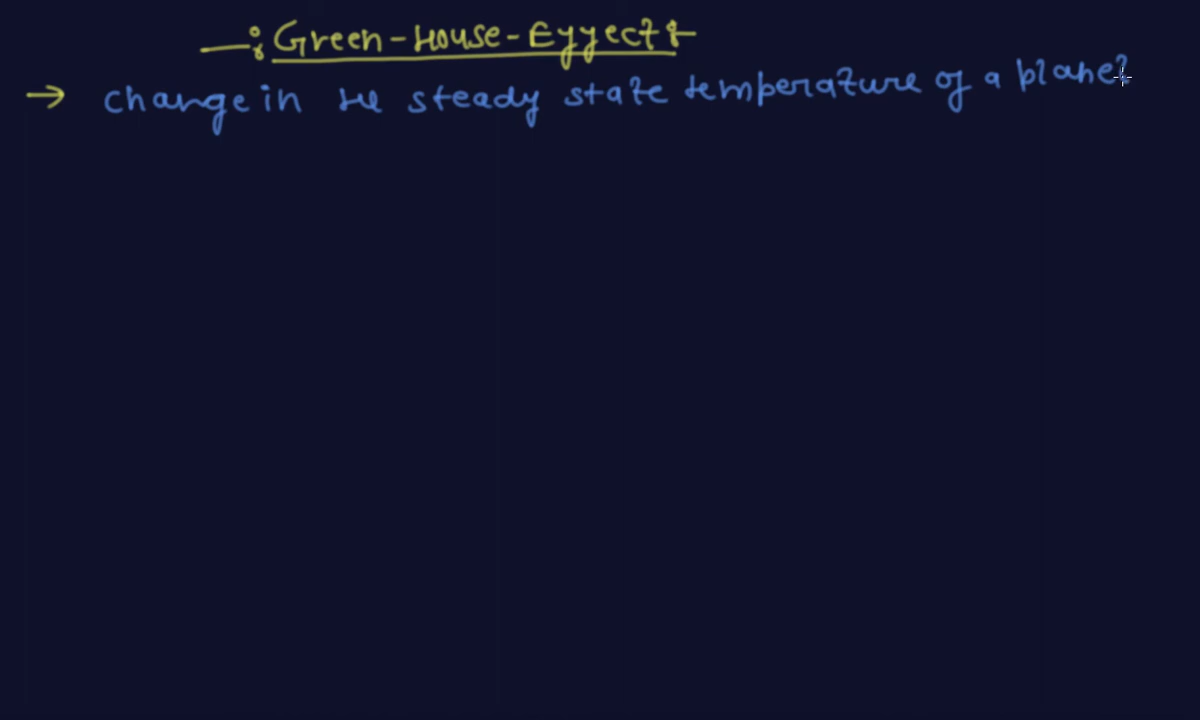 —: Green-House-Effect :-
→ change in the steady state temperature of a planet